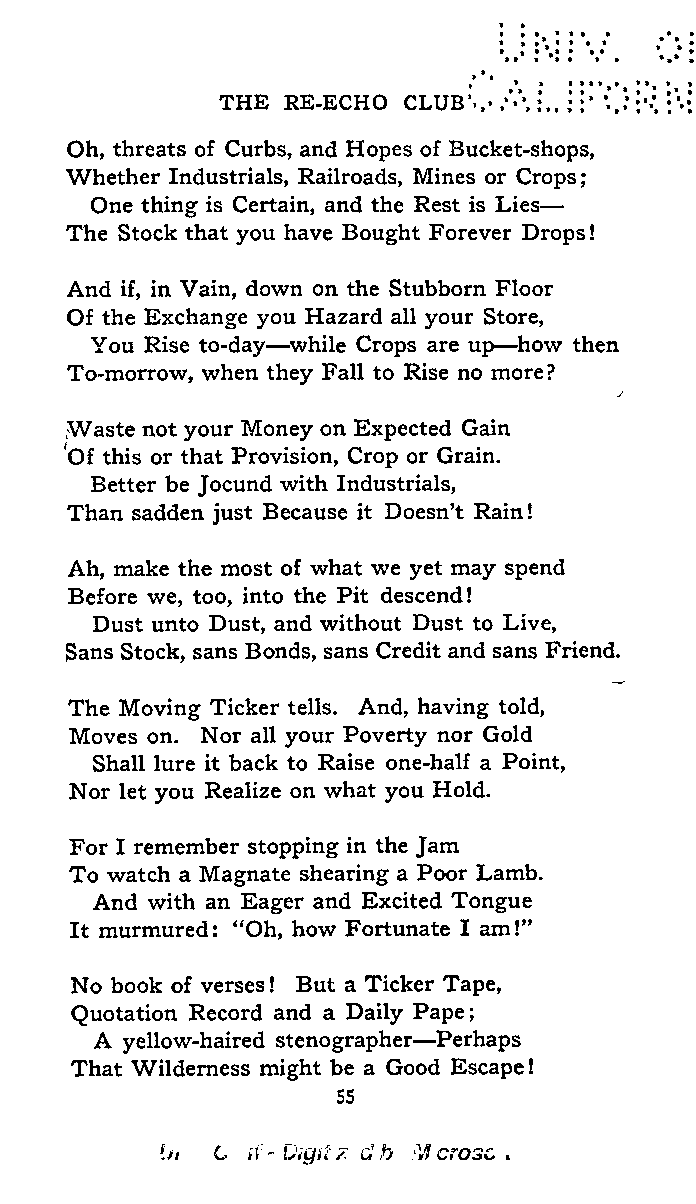 UNIV. OF
CALIFORN
THE RE-ECHO CLUB
Oh, threats of Curbs, and Hopes of Bucket-shops,
Whether Industrials, Railroads, Mines or Crops;
One thing is Certain, and the Rest is Lies—
The Stock that you have Bought Forever Drops!
And if, in Vain, down on the Stubborn Floor
Of the Exchange you Hazard all your Store,
You Rise to-day—while Crops are up—how then
To-morrow, when they Fall to Rise no more?
Waste not your Money on Expected Gain
Of this or that Provision, Crop or Grain.
Better be Jocund with Industrials,
Than sadden just Because it Doesn't Rain!
Ah, make the most of what we yet may spend
Before we, too, into the Pit descend!
Dust unto Dust, and without Dust to Live,
Sans Stock, sans Bonds, sans Credit and sans Friend.
The Moving Ticker tells. And, having told,
Moves on. Nor all your Poverty nor Gold
Shall lure it back to Raise one-half a Point,
Nor let you Realize on what you Hold.
For I remember stopping in the Jam
To watch a Magnate shearing a Poor Lamb.
And with an Eager and Excited Tongue
It murmured: "Oh, how Fortunate I am!"
No book of verses! But a Ticker Tape,
Quotation Record and a Daily Pape;
A yellow-haired stenographer—Perhaps
That Wilderness might be a Good Escape!
55